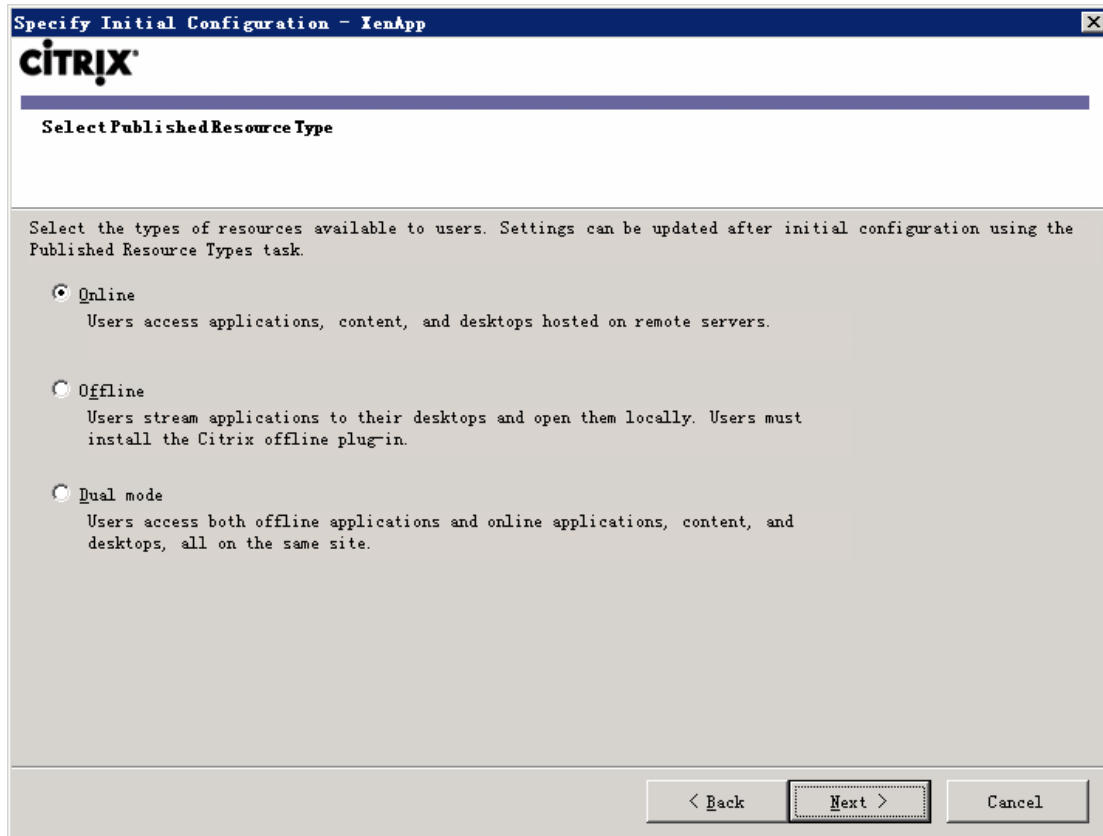 Specify Initial Configuration - XenApp
CİTRIX
Select Published Resource Type
Select the types of resources available to users. Settings can be updated after initial configuration using the
Published Resource Types task.
Online
Users access applications, content, and desktops hosted on remote servers.
Offline
Users stream applications to their desktops and open them locally. Users must
install the Citrix offline plug-in.
Dual mode
Users access both offline applications and online applications, content, and
desktops, all on the same site.
< Back
Next >
Cancel